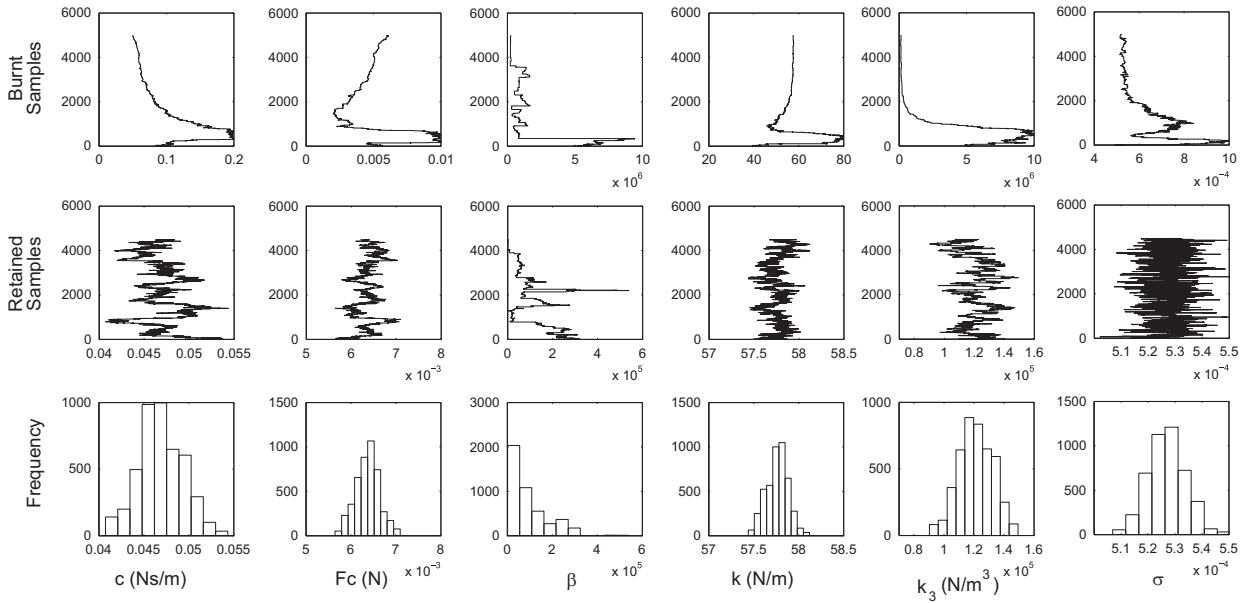 Burnt
Samples
6000
4000
2000
0
0 0.1 0.2
6000
4000
2000
0
0 0.005 0.01
6000
4000
2000
0
0 5 10
x 10^6
6000
4000
2000
0
20 40 60 80
6000
4000
2000
0
0 5 10
x 10^6
6000
4000
2000
0
4 6 8 10
x 10^-4
Retained
Samples
6000
4000
2000
0
0.04 0.045 0.05 0.055
6000
4000
2000
0
5 6 7 8
x 10^-3
6000
4000
2000
0
0 2 4 6
x 10^5
6000
4000
2000
0
57 57.5 58 58.5
6000
4000
2000
0
0.8 1 1.2 1.4 1.6
x 10^5
6000
4000
2000
0
5.1 5.2 5.3 5.4 5.5
x 10^-4
Frequency
1000
500
0
0.04 0.045 0.05 0.055
c (Ns/m)
1500
1000
500
0
5 6 7 8
x 10^-3
Fc (N)
3000
2000
1000
0
0 2 4 6
x 10^5
β
1500
1000
500
0
57 57.5 58 58.5
k (N/m)
1000
500
0
0.8 1 1.2 1.4 1.6
x 10^5
k_3 (N/m^3)
1500
1000
500
0
5.1 5.2 5.3 5.4 5.5
x 10^-4
σ